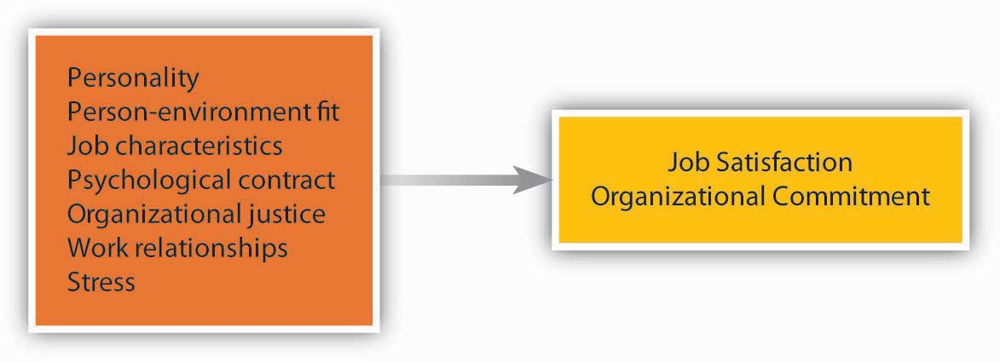 Personality
Person-environment fit
Job characteristics
Psychological contract
Organizational justice
Work relationships
Stress
Job Satisfaction
Organizational Commitment